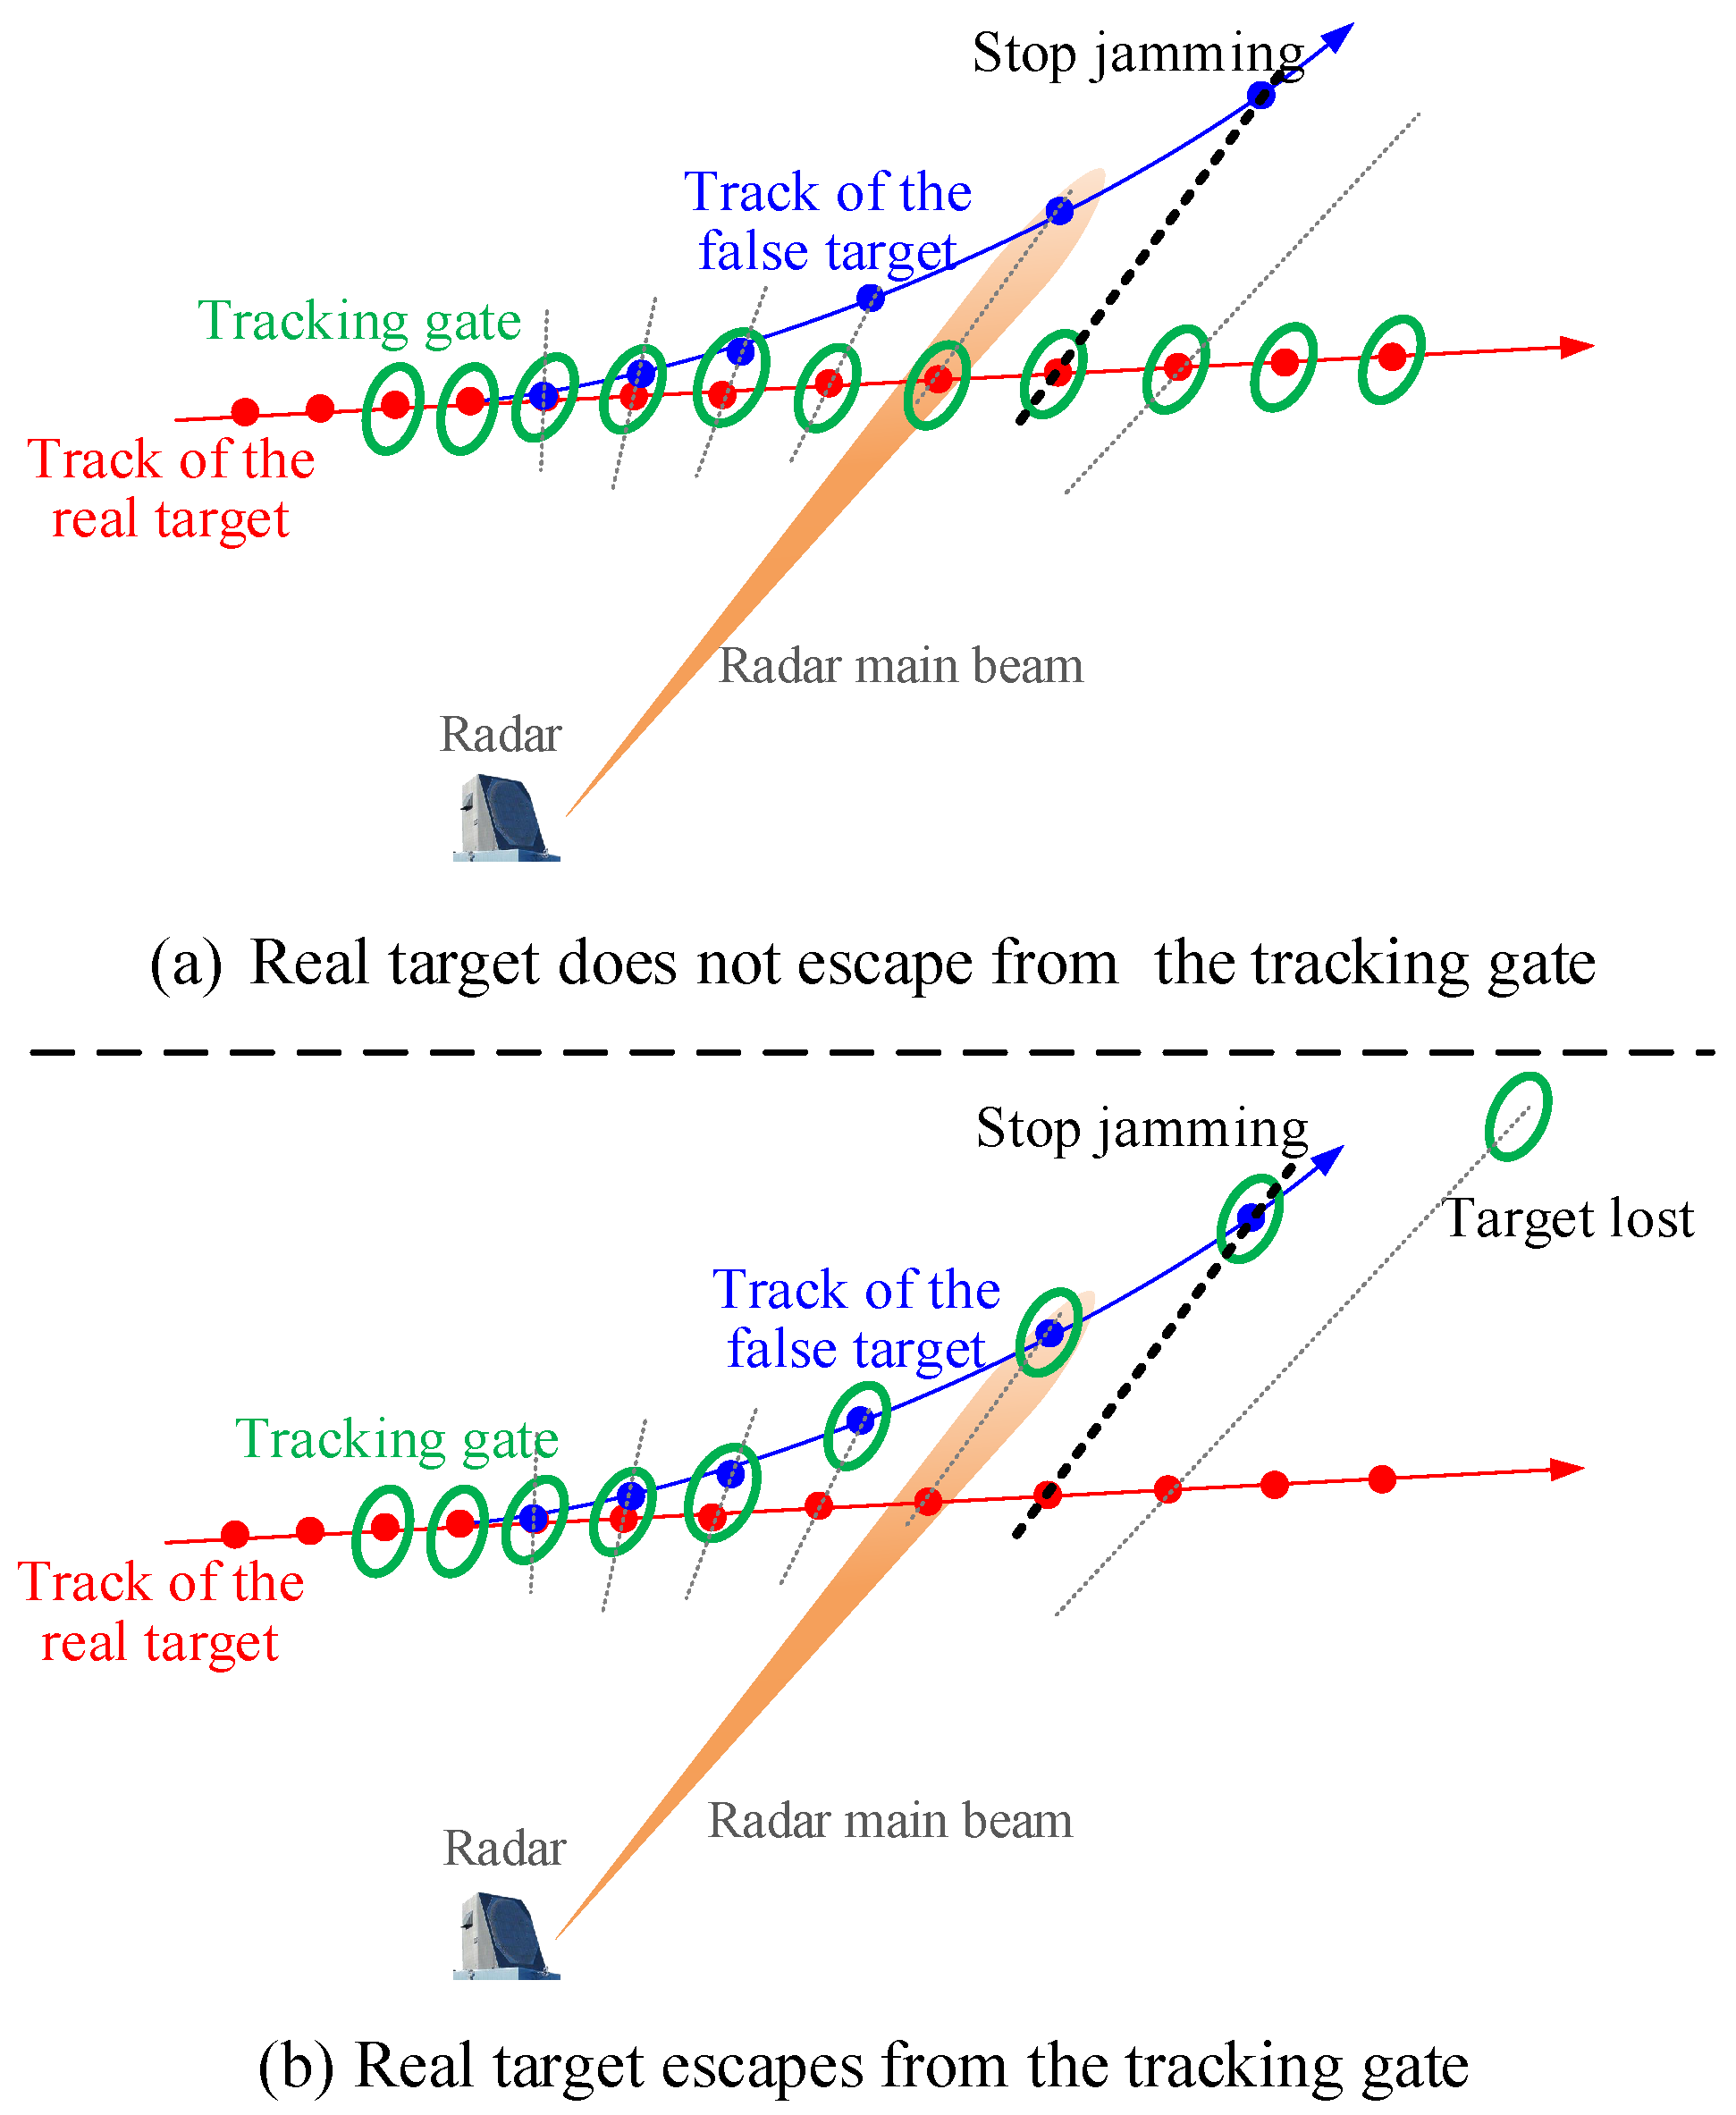 Stop jamming
Track of the
false target
Tracking gate
Track of the
real target
Radar main beam
Radar
(a) Real target does not escape from the tracking gate
Stop jamming
Target lost
Track of the
false target
Tracking gate
Track of the
real target
Radar main beam
Radar
(b) Real target escapes from the tracking gate